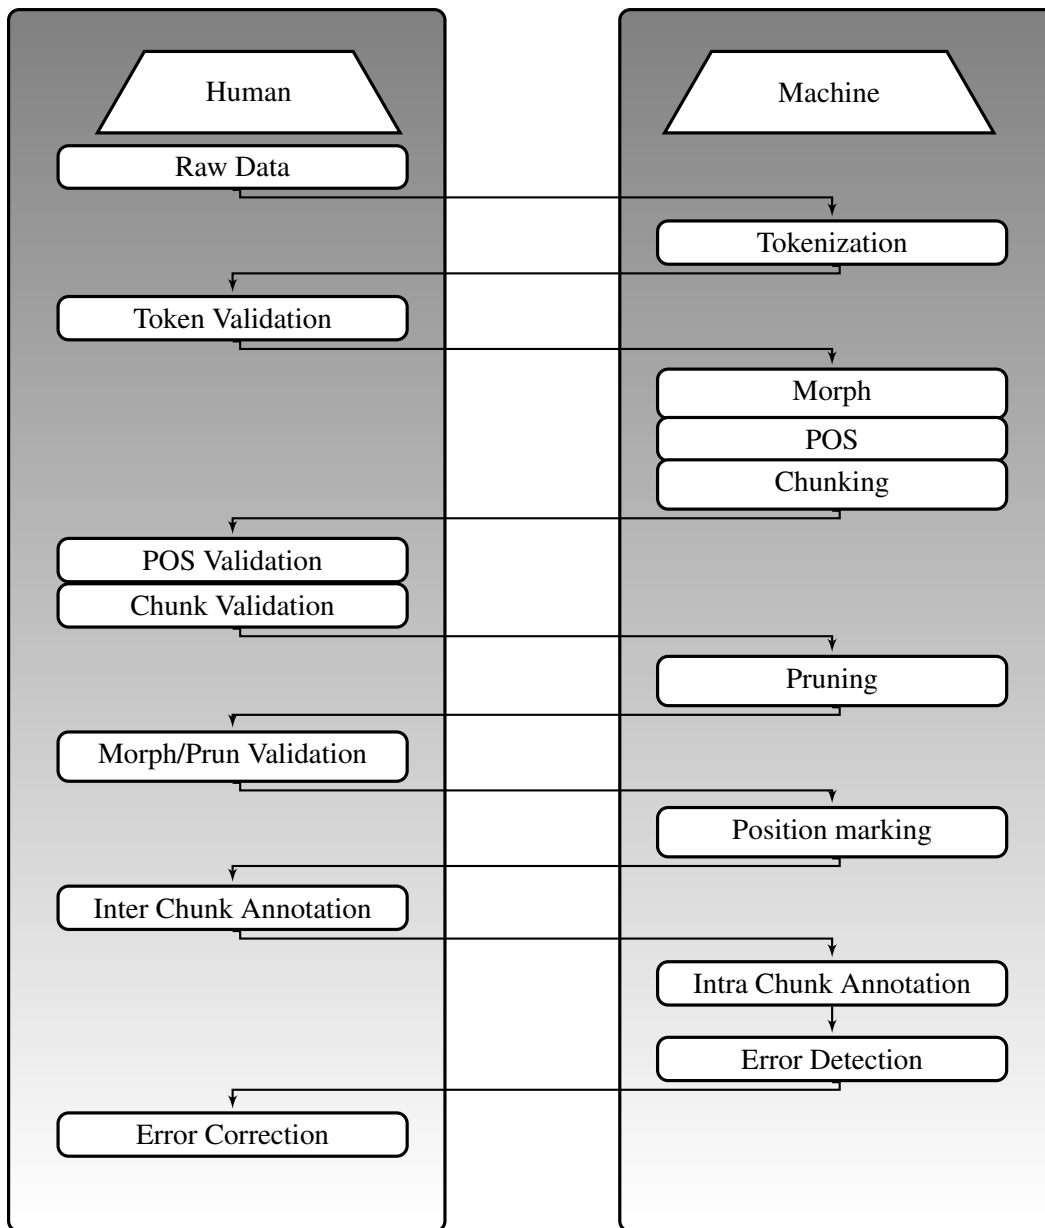 Human
Machine
Raw Data
Tokenization
Token Validation
Morph
POS
Chunking
POS Validation
Chunk Validation
Pruning
Morph/Prun Validation
Position marking
Inter Chunk Annotation
Intra Chunk Annotation
Error Detection
Error Correction